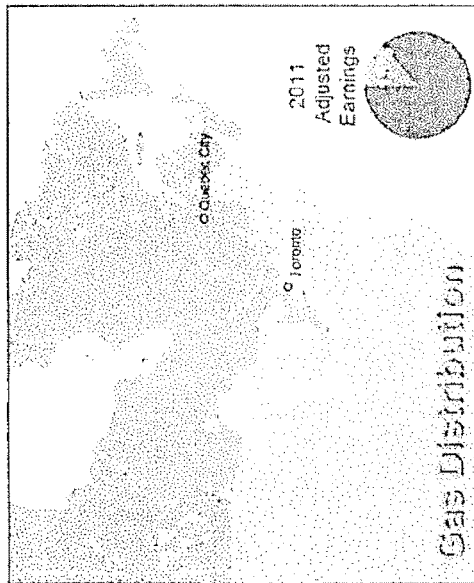 Quebec City
Toronto
2011
Adjusted
Earnings
Gas Distribution